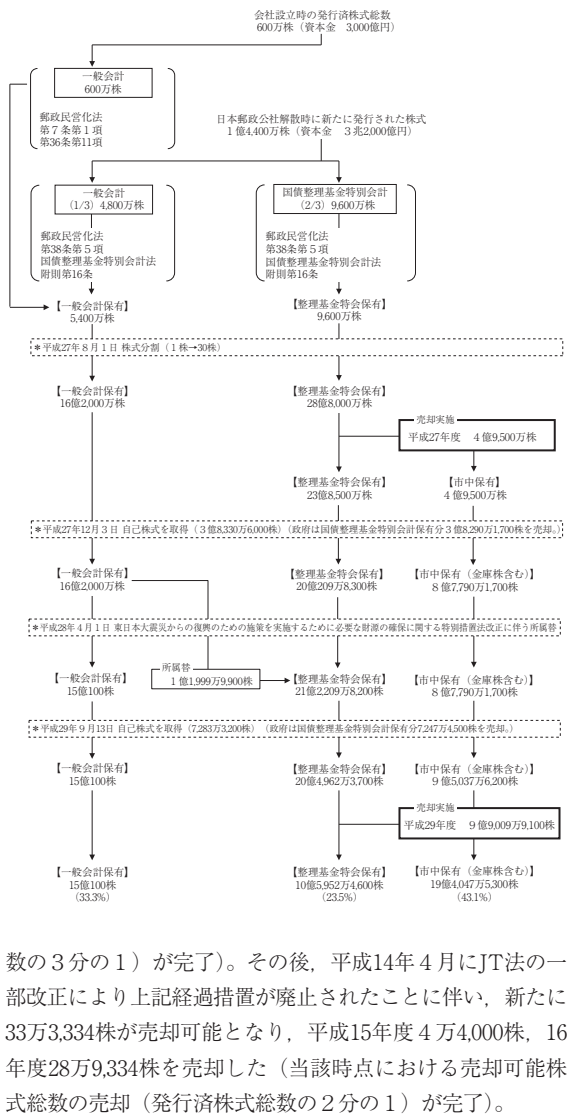 会社設立時の発行済株式総数
600万株（資本金　3,000億円）
一般会計
600万株
郵政民営化法
第７条第１項
第36条第11項
日本郵政公社解散時に新たに発行された株式
１億4,400万株（資本金　３兆2,000億円）
一般会計
（1/3）4,800万株
国債整理基金特別会計
（2/3）9,600万株
郵政民営化法
第38条第５項
国債整理基金特別会計法
附則第16条
郵政民営化法
第38条第５項
国債整理基金特別会計法
附則第16条
【一般会計保有】
5,400万株
【整理基金特会保有】
9,600万株
＊平成27年８月１日 株式分割（１株→30株）
【一般会計保有】
16億2,000万株
【整理基金特会保有】
28億8,000万株
売却実施
平成27年度　４億9,500万株
【整理基金特会保有】
23億8,500万株
【市中保有】
４億9,500万株
＊平成27年12月３日 自己株式を取得（３億8,330万6,000株）（政府は国債整理基金特別会計保有分３億8,290万1,700株を売却。）
【一般会計保有】
16億2,000万株
【整理基金特会保有】
20億209万8,300株
【市中保有（金庫株含む）】
８億7,790万1,700株
＊平成28年４月１日 東日本大震災からの復興のための施策を実施するために必要な財源の確保に関する特別措置法改正に伴う所属替
所属替
１億1,999万9,900株
【一般会計保有】
15億100株
【整理基金特会保有】
21億2,209万8,200株
【市中保有（金庫株含む）】
８億7,790万1,700株
＊平成29年９月13日 自己株式を取得（7,283万3,200株）（政府は国債整理基金特別会計保有分7,247万4,500株を売却。）
【一般会計保有】
15億100株
【整理基金特会保有】
20億4,962万3,700株
【市中保有（金庫株含む）】
９億5,037万6,200株
売却実施
平成29年度　９億9,009万9,100株
【一般会計保有】
15億100株
（33.3%）
【整理基金特会保有】
10億5,952万4,600株
（23.5%）
【市中保有（金庫株含む）】
19億4,047万5,300株
（43.1%）
数の３分の１）が完了）。その後，平成14年４月にJT法の一
部改正により上記経過措置が廃止されたことに伴い，新たに
33万3,334株が売却可能となり，平成15年度４万4,000株，16
年度28万9,334株を売却した（当該時点における売却可能株
式総数の売却（発行済株式総数の２分の１）が完了）。